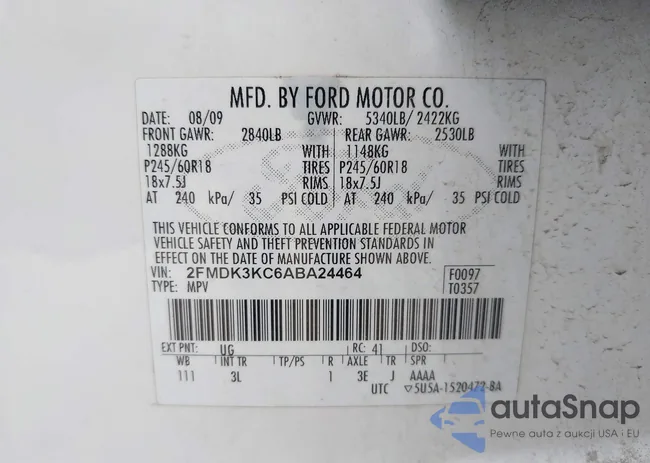 MFD. BY FORD MOTOR CO.
DATE: 08/09 GVWR: 5340LB/ 2422KG
FRONT GAWR: 2840LB REAR GAWR: 2530LB
1288KG WITH 1148KG WITH
P245/60R18 TIRES P245/60R18 TIRES
18x7.5J RIMS 18x7.5J RIMS
AT 240 kPa/ 35 PSI COLD AT 240 kPa/ 35 PSI COLD
THIS VEHICLE CONFORMS TO ALL APPLICABLE FEDERAL MOTOR
VEHICLE SAFETY AND THEFT PREVENTION STANDARDS IN
EFFECT ON THE DATE OF MANUFACTURE SHOWN ABOVE.
VIN: 2FMDK3KC6ABA24464 F0097
TYPE: MPV T0357
EXT PNT: UG RC: 41 DSO:
WB INT TR TP/PS R AXLE TR SPR
111 3L 1 3E J AAAA
UTC ▽5U5A-1520472-BA
autaSnap
Pewne auta z aukcji USA i EU